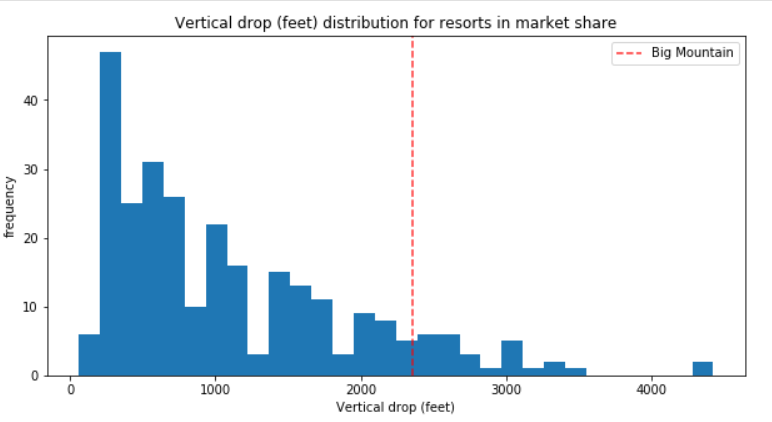 Vertical drop (feet) distribution for resorts in market share
Big Mountain
frequency
40
30
20
10
0
0 1000 2000 3000 4000
Vertical drop (feet)